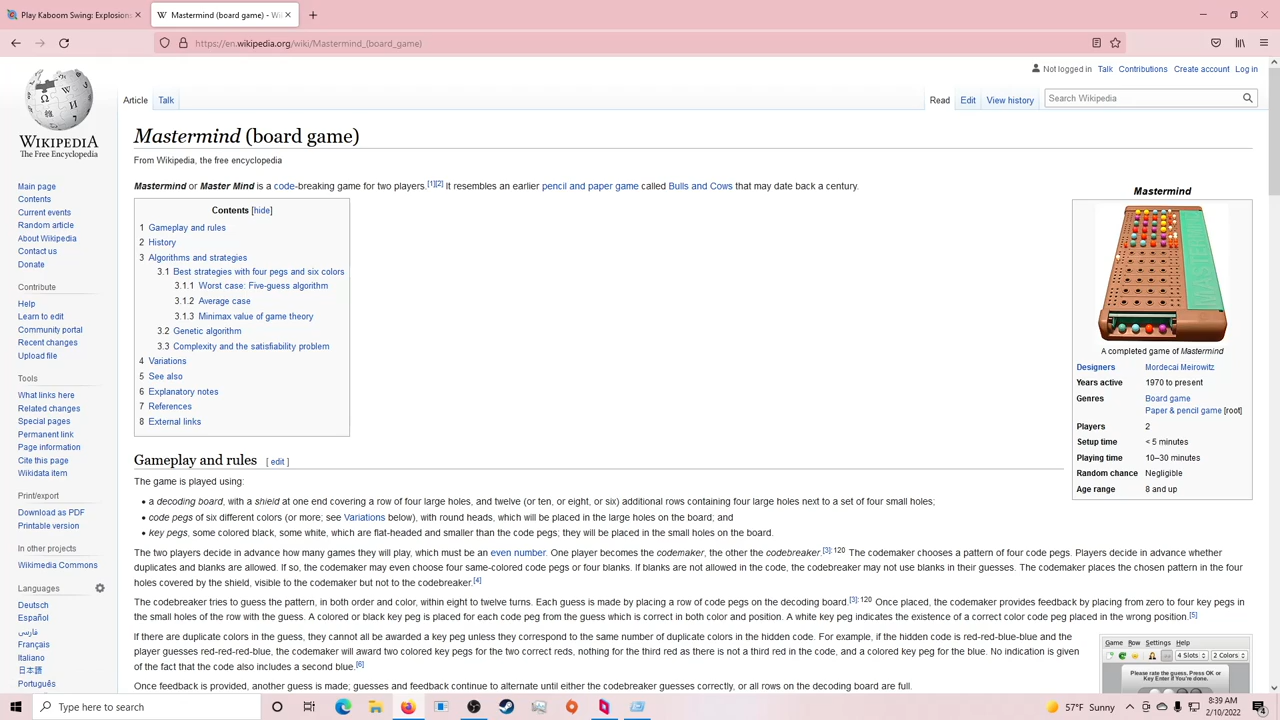 Play Kaboom Swing: Explosions
Mastermind (board game) - Wi
https://en.wikipedia.org/wiki/Mastermind_(board_game)
Not logged in Talk Contributions Create account Log in
Article Talk Read Edit View history Search Wikipedia
WIKIPEDIA
The Free Encyclopedia
Main page
Contents
Current events
Random article
About Wikipedia
Contact us
Donate
Contribute
Help
Learn to edit
Community portal
Recent changes
Upload file
Tools
What links here
Related changes
Special pages
Permanent link
Page information
Cite this page
Wikidata item
Print/export
Download as PDF
Printable version
In other projects
Wikimedia Commons
Languages
Deutsch
Español
فارسی
Français
Italiano
日本語
Português
Mastermind (board game)
From Wikipedia, the free encyclopedia
Mastermind or Master Mind is a code-breaking game for two players.[1][2] It resembles an earlier pencil and paper game called Bulls and Cows that may date back a century.
Contents [hide]
1 Gameplay and rules
2 History
3 Algorithms and strategies
3.1 Best strategies with four pegs and six colors
3.1.1 Worst case: Five-guess algorithm
3.1.2 Average case
3.1.3 Minimax value of game theory
3.2 Genetic algorithm
3.3 Complexity and the satisfiability problem
4 Variations
5 See also
6 Explanatory notes
7 References
8 External links
Mastermind
MASTERMIND
A completed game of Mastermind
Designers Mordecai Meirowitz
Years active 1970 to present
Genres Board game
Paper & pencil game [root]
Players 2
Setup time < 5 minutes
Playing time 10–30 minutes
Random chance Negligible
Age range 8 and up
Gameplay and rules [ edit ]
The game is played using:
• a decoding board, with a shield at one end covering a row of four large holes, and twelve (or ten, or eight, or six) additional rows containing four large holes next to a set of four small holes;
• code pegs of six different colors (or more; see Variations below), with round heads, which will be placed in the large holes on the board; and
• key pegs, some colored black, some white, which are flat-headed and smaller than the code pegs; they will be placed in the small holes on the board.
The two players decide in advance how many games they will play, which must be an even number. One player becomes the codemaker, the other the codebreaker.[3]:120 The codemaker chooses a pattern of four code pegs. Players decide in advance whether
duplicates and blanks are allowed. If so, the codemaker may even choose four same-colored code pegs or four blanks. If blanks are not allowed in the code, the codebreaker may not use blanks in their guesses. The codemaker places the chosen pattern in the four
holes covered by the shield, visible to the codemaker but not to the codebreaker.[4]
The codebreaker tries to guess the pattern, in both order and color, within eight to twelve turns. Each guess is made by placing a row of code pegs on the decoding board.[3]:120 Once placed, the codemaker provides feedback by placing from zero to four key pegs in
the small holes of the row with the guess. A colored or black key peg is placed for each code peg from the guess which is correct in both color and position. A white key peg indicates the existence of a correct color code peg placed in the wrong position.[5]
If there are duplicate colors in the guess, they cannot all be awarded a key peg unless they correspond to the same number of duplicate colors in the hidden code. For example, if the hidden code is red-red-blue-blue and the
player guesses red-red-red-blue, the codemaker will award two colored key pegs for the two correct reds, nothing for the third red as there is not a third red in the code, and a colored key peg for the blue. No indication is given
of the fact that the code also includes a second blue.[6]
Once feedback is provided, another guess is made; guesses and feedback continue to alternate until either the codebreaker guesses correctly, or all rows on the decoding board are full.
Game Row Settings Help
4 Slots 2 Colors
Please rate the guess. Press OK or
Key Enter if You're done.
Type here to search
57°F Sunny
8:39 AM
2/10/2022
4